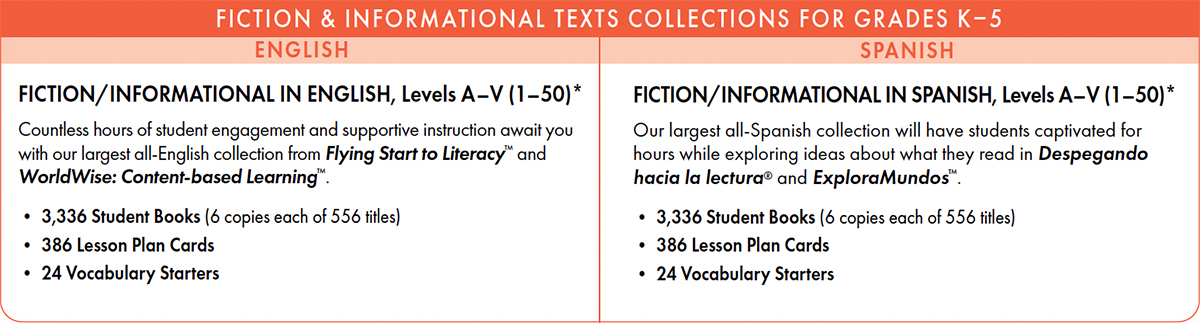 FICTION & INFORMATIONAL TEXTS COLLECTIONS FOR GRADES K–5
ENGLISH
FICTION/INFORMATIONAL IN ENGLISH, Levels A–V (1–50)*
Countless hours of student engagement and supportive instruction await you
with our largest all-English collection from Flying Start to Literacy™ and
WorldWise: Content-based Learning™.
• 3,336 Student Books (6 copies each of 556 titles)
• 386 Lesson Plan Cards
• 24 Vocabulary Starters
SPANISH
FICTION/INFORMATIONAL IN SPANISH, Levels A–V (1–50)*
Our largest all-Spanish collection will have students captivated for
hours while exploring ideas about what they read in Despegando
hacia la lectura® and ExploraMundos™.
• 3,336 Student Books (6 copies each of 556 titles)
• 386 Lesson Plan Cards
• 24 Vocabulary Starters